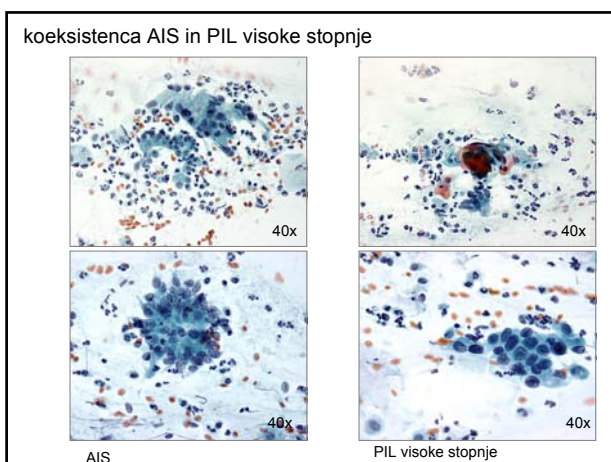 koeksistenca AIS in PIL visoke stopnje
40x
40x
40x
40x
AIS
PIL visoke stopnje